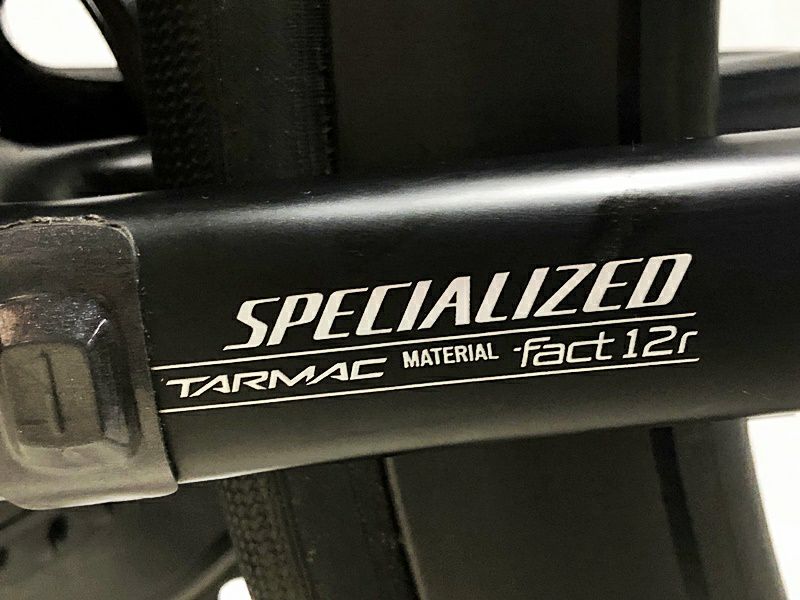 SPECIALIZED
TARMAC MATERIAL fact 12r